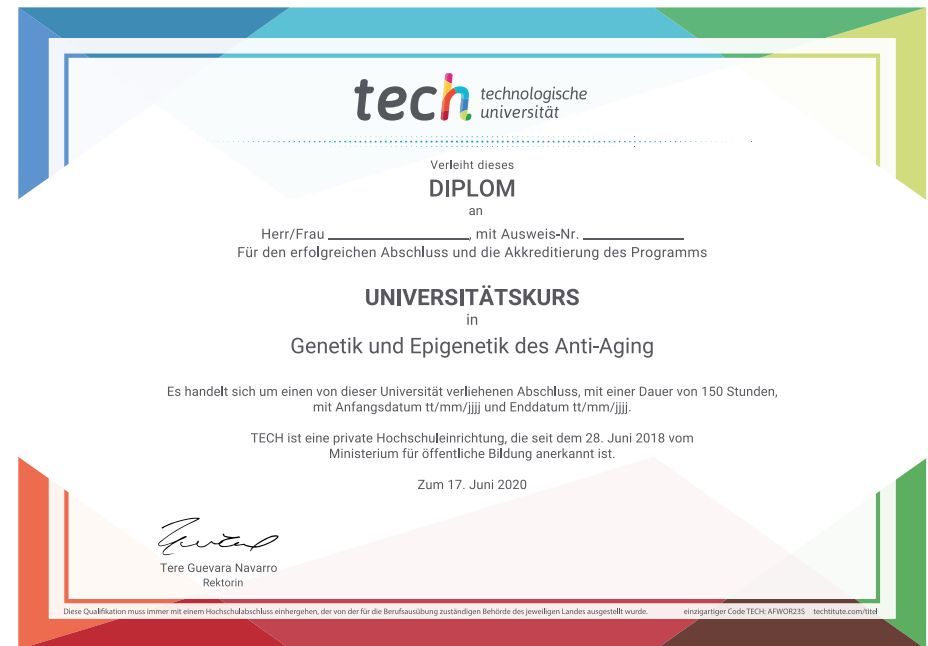 tech technologische
universität
Verleiht dieses
DIPLOM
an
Herr/Frau ____________________, mit Ausweis-Nr. ______________
Für den erfolgreichen Abschluss und die Akkreditierung des Programms
UNIVERSITÄTSKURS
in
Genetik und Epigenetik des Anti-Aging
Es handelt sich um einen von dieser Universität verliehenen Abschluss, mit einer Dauer von 150 Stunden,
mit Anfangsdatum tt/mm/jjjj und Enddatum tt/mm/jjjj.
TECH ist eine private Hochschuleinrichtung, die seit dem 28. Juni 2018 vom
Ministerium für öffentliche Bildung anerkannt ist.
Zum 17. Juni 2020
Tere Guevara Navarro
Rektorin
Diese Qualifikation muss immer mit einem Hochschulabschluss einhergehen, der von der für die Berufsausübung zuständigen Behörde des jeweiligen Landes ausgestellt wurde. einzigartiger Code TECH: AFWOR23S techtitute.com/titel